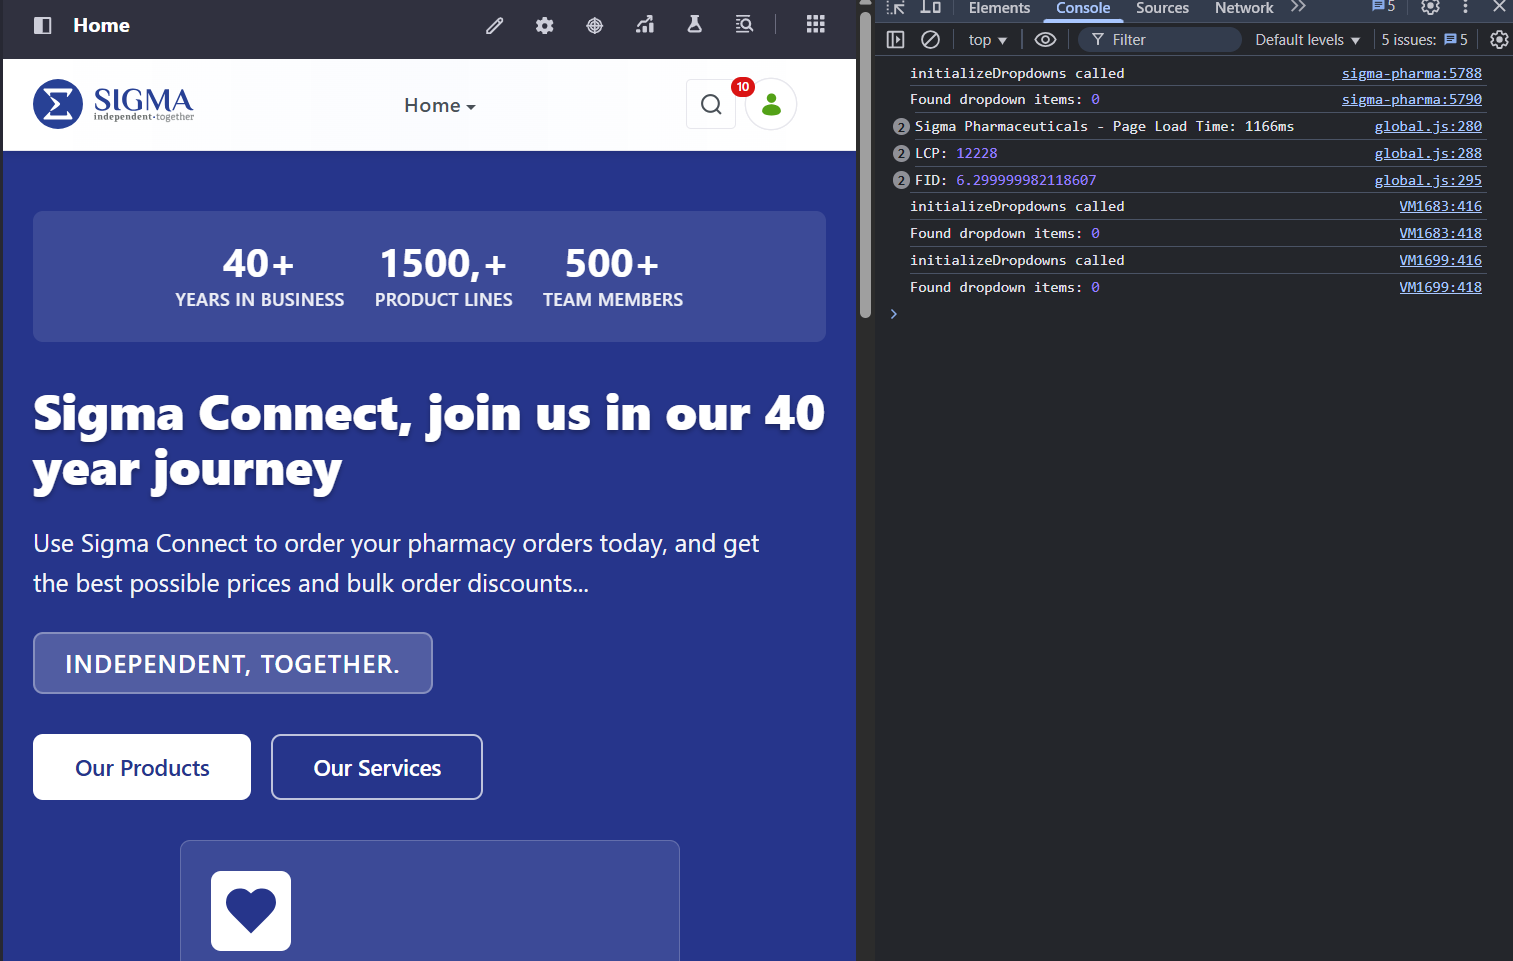 Home
SIGMA
independent·together
Home
10
40+
YEARS IN BUSINESS
1500,+
PRODUCT LINES
500+
TEAM MEMBERS
Sigma Connect, join us in our 40
year journey
Use Sigma Connect to order your pharmacy orders today, and get
the best possible prices and bulk order discounts...
INDEPENDENT, TOGETHER.
Our Products
Our Services
Elements
Console
Sources
Network
5
top
Filter
Default levels
5 issues: 5
initializeDropdowns called sigma-pharma:5788
Found dropdown items: 0 sigma-pharma:5790
2 Sigma Pharmaceuticals - Page Load Time: 1166ms global.js:280
2 LCP: 12228 global.js:288
2 FID: 6.299999982118607 global.js:295
initializeDropdowns called VM1683:416
Found dropdown items: 0 VM1683:418
initializeDropdowns called VM1699:416
Found dropdown items: 0 VM1699:418